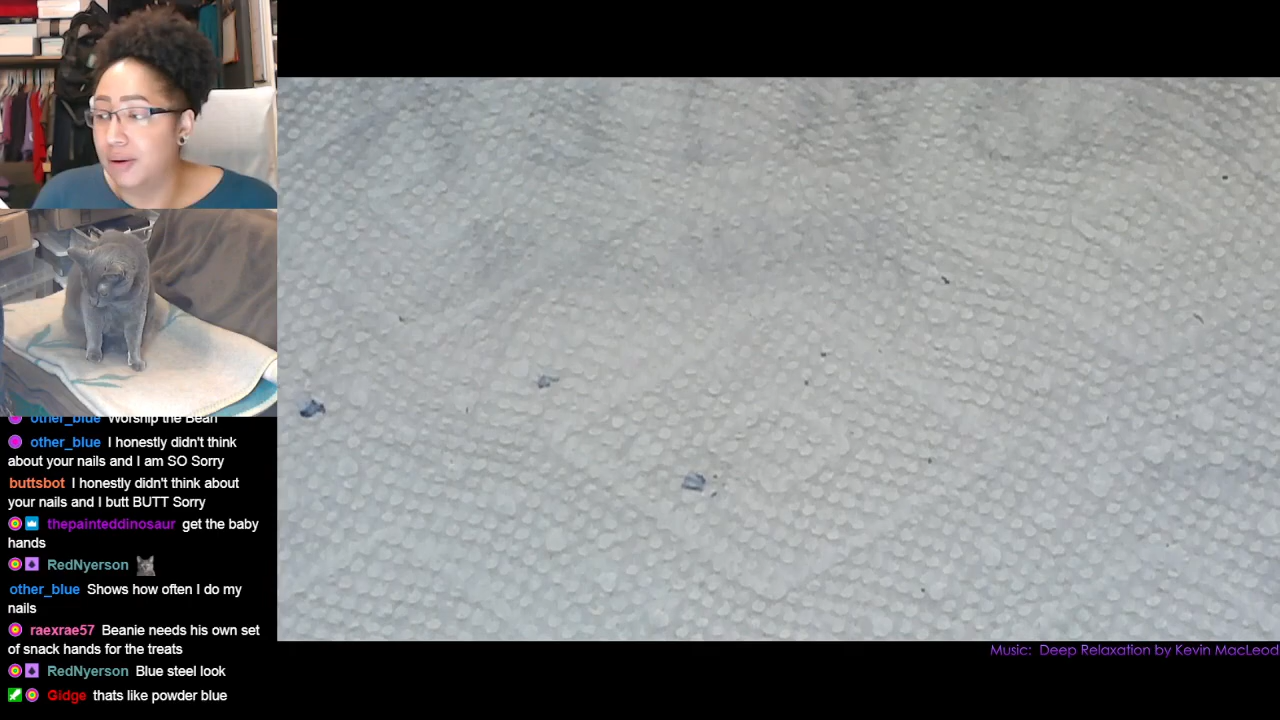 other_blue Worship the Bean
other_blue I honestly didn't think
about your nails and I am SO Sorry
buttsbot I honestly didn't think about
your nails and I butt BUTT Sorry
thepainteddinosaur get the baby
hands
RedNyerson
other_blue Shows how often I do my
nails
raexrae57 Beanie needs his own set
of snack hands for the treats
RedNyerson Blue steel look
Gidge thats like powder blue
Music: Deep Relaxation by Kevin MacLeod